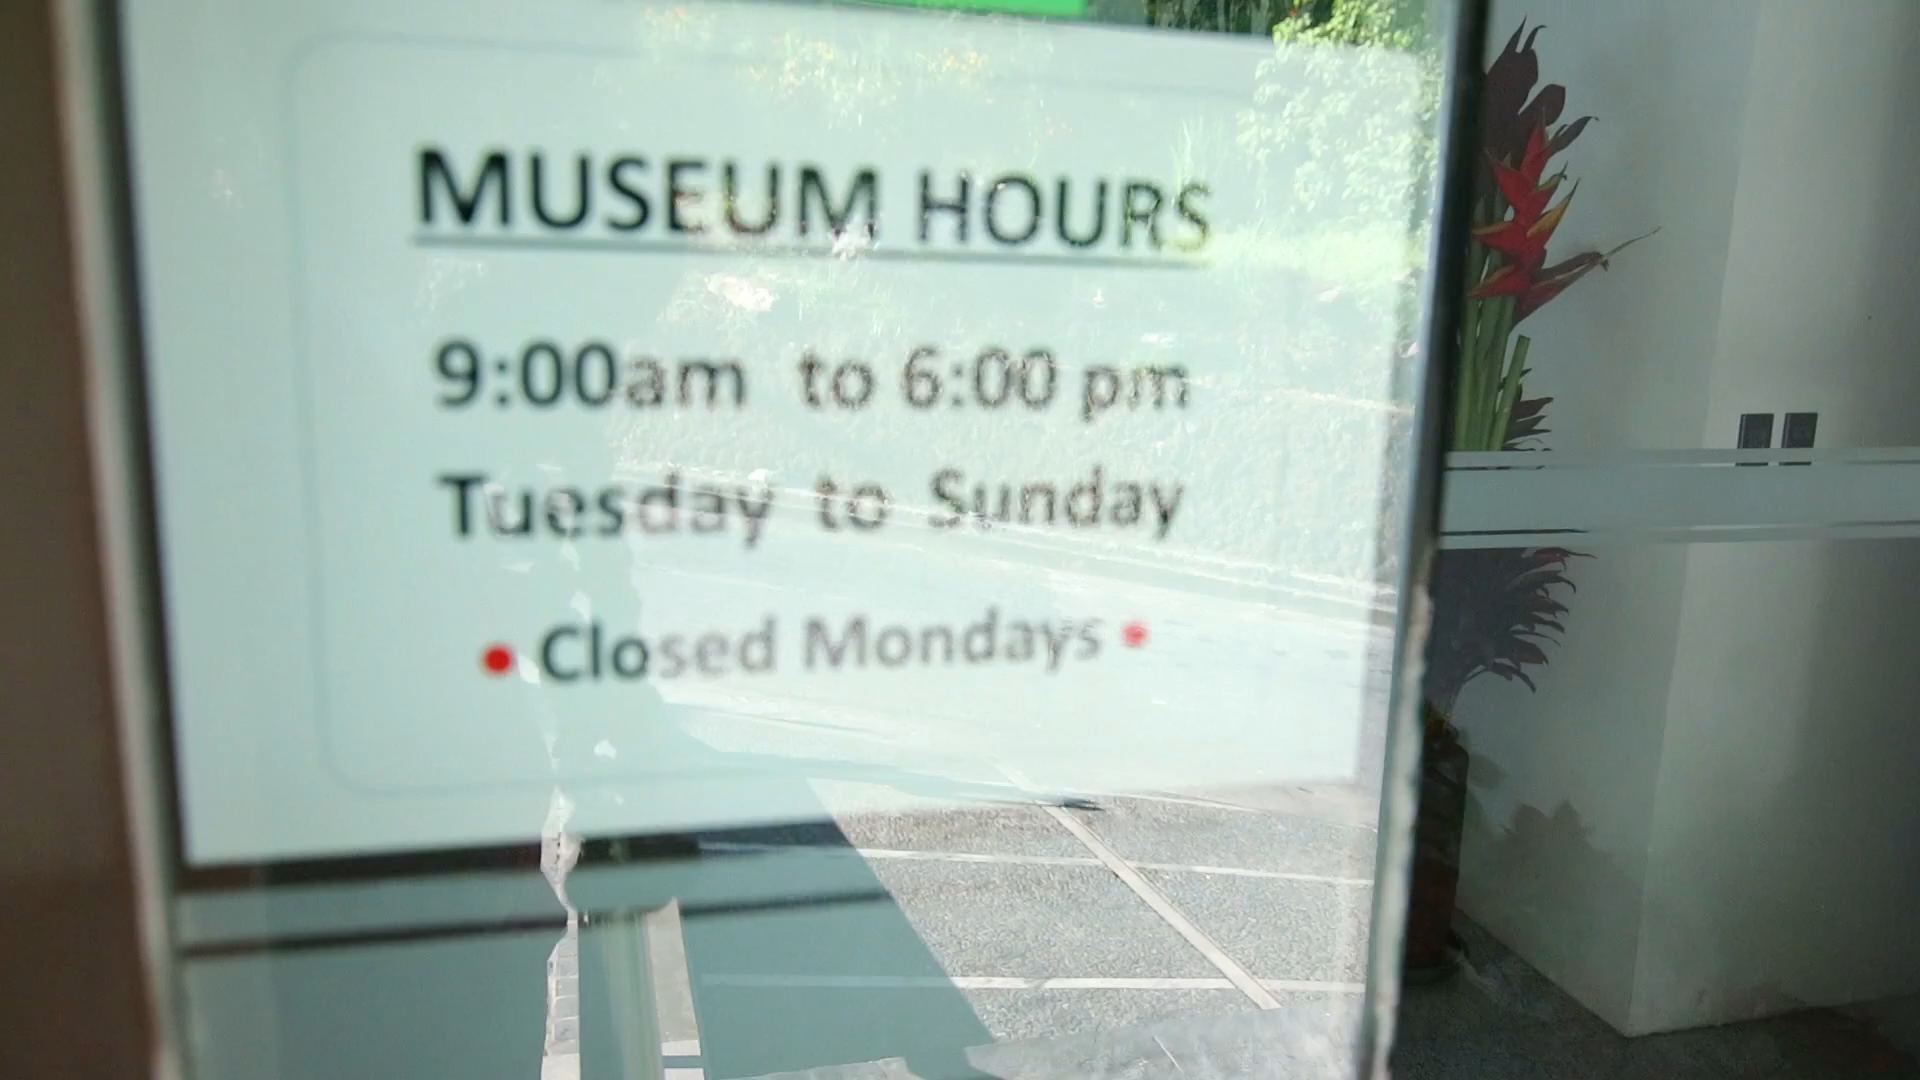 MUSEUM HOURS
9:00am to 6:00 pm
Tuesday to Sunday
• Closed Mondays •